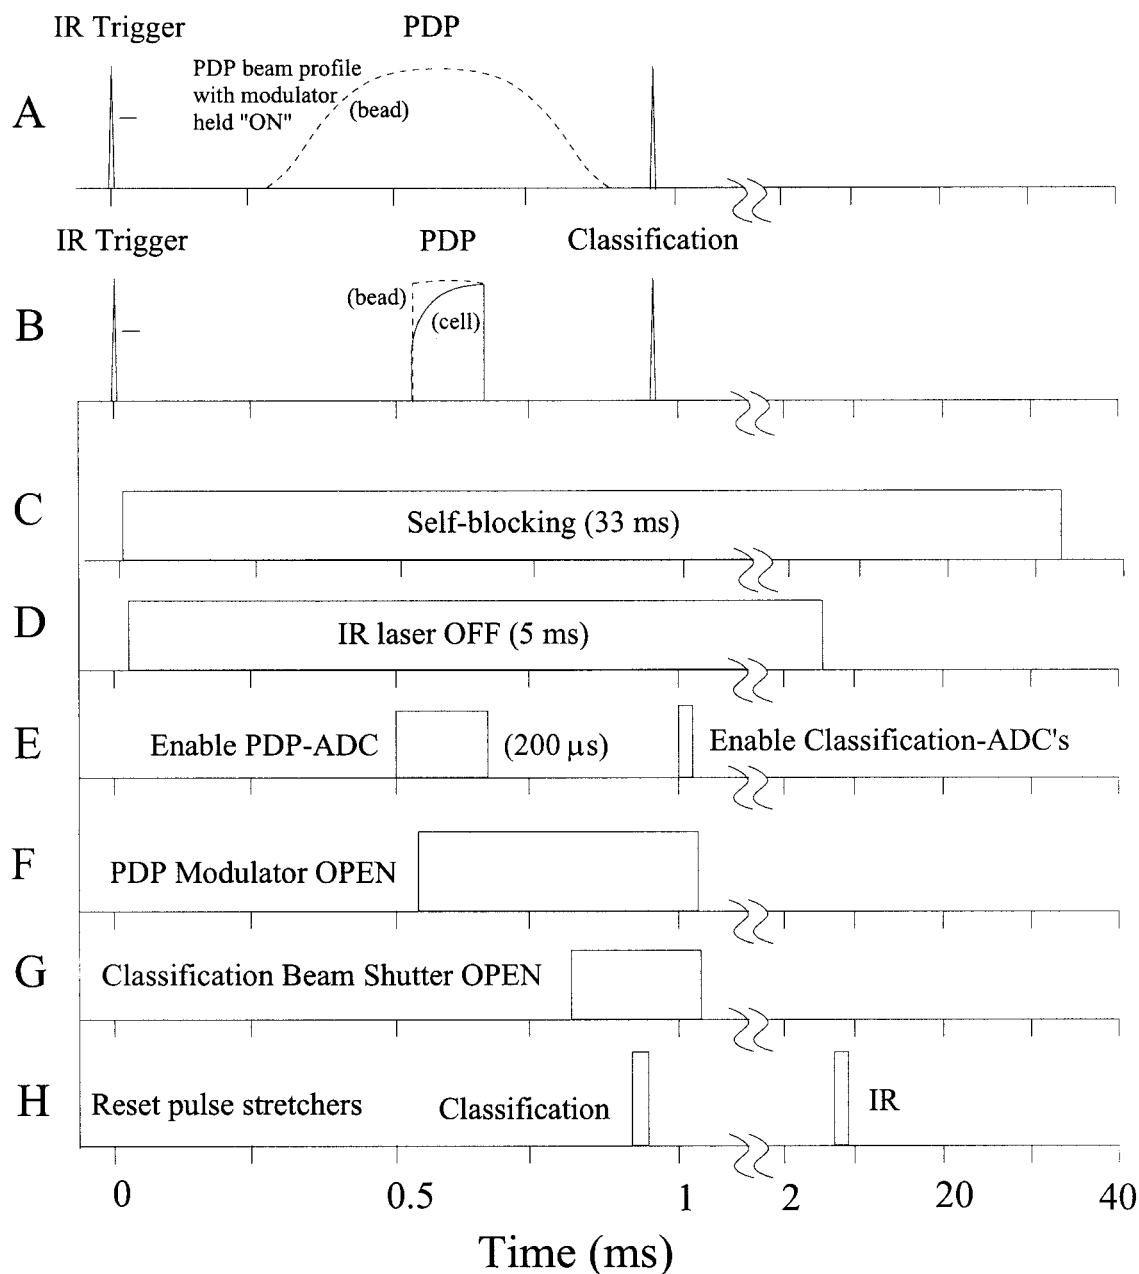 IR Trigger PDP
A
PDP beam profile
with modulator
held "ON"
(bead)
IR Trigger PDP Classification
B
(bead)
(cell)
C
Self-blocking (33 ms)
D
IR laser OFF (5 ms)
E
Enable PDP-ADC (200 µs) Enable Classification-ADC's
F
PDP Modulator OPEN
G
Classification Beam Shutter OPEN
H
Reset pulse stretchers Classification IR
0 0.5 1 2 20 40
Time (ms)